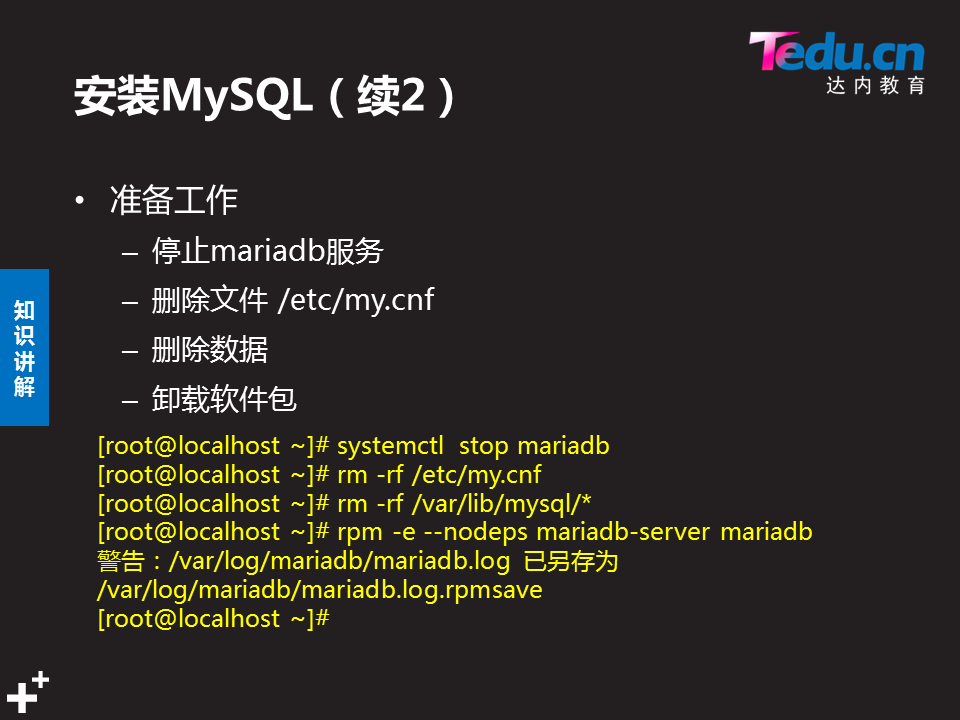 Tedu.cn
达内教育
安装MySQL（续2）
• 准备工作
– 停止mariadb服务
– 删除文件 /etc/my.cnf
– 删除数据
– 卸载软件包
知识讲解
[root@localhost ~]# systemctl  stop mariadb
[root@localhost ~]# rm -rf /etc/my.cnf
[root@localhost ~]# rm -rf /var/lib/mysql/*
[root@localhost ~]# rpm -e --nodeps mariadb-server mariadb
警告：/var/log/mariadb/mariadb.log 已另存为
/var/log/mariadb/mariadb.log.rpmsave
[root@localhost ~]#